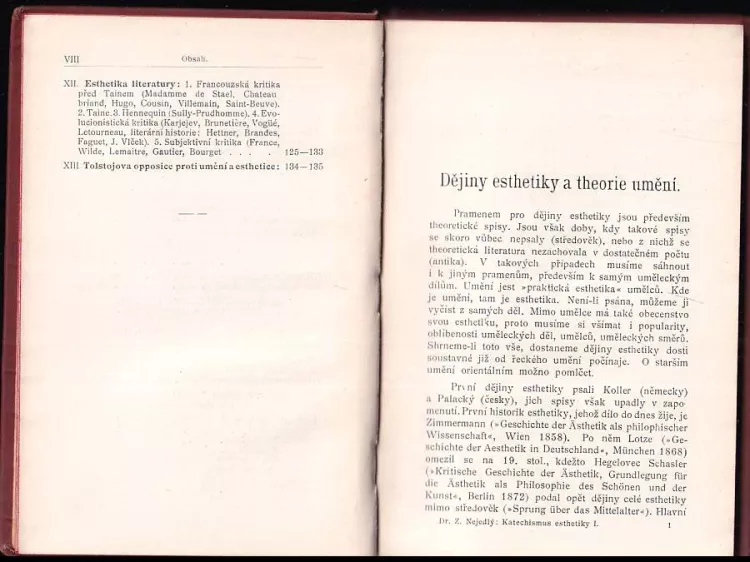 VIII Obsah.
XII. Esthetika literatury: 1. Francouzská kritika
před Tainem (Madamme de Stael, Chateau
briand, Hugo, Cousin, Villemain, Saint-Beuve).
2. Taine. 3. Hennequin (Sully-Prudhomme). 4. Evo-
lucionistická kritika (Karjejev, Brunetière, Vogüé,
Letourneau, literární historie: Hettner, Brandes,
Faguet, J. Vlček). 5. Subjektivní kritika (France,
Wilde, Lemaitre, Gautier, Bourget . . . . 125—133
XIII Tolstojova opposice proti umění a esthetice: 134—135
Dějiny esthetiky a theorie umění.
Pramenem pro dějiny esthetiky jsou především
theoretické spisy. Jsou však doby, kdy takové spisy
se skoro vůbec nepsaly (středověk), nebo z nichž se
theoretická literatura nezachovala v dostatečném počtu
(antika). V takových případech musíme sáhnout
i k jiným pramenům, především k samým uměleckým
dílům. Umění jest »praktická esthetika« umělců. Kde
je umění, tam je esthetika. Není-li psána, můžeme ji
vyčíst z samých děl. Mimo umělce má také obecenstvo
svou esthetiku, proto musíme si všímati i popularity,
oblíbenosti uměleckých děl, umělců, uměleckých směrů.
Shrneme-li toto vše, dostaneme dějiny esthetiky dosti
soustavné již od řeckého umění počínaje. O starším
umění orientálním možno pomlčet.
První dějiny esthetiky psali Koller (německy)
a Palacký (česky), jich spisy však upadly v zapo
menutí. První historik esthetiky, jehož dílo do dnes žije, je
Zimmermann (»Geschichte der Ästhetik als philophischer
Wissenschaft«, Wien 1858). Po něm Lotze (»Ge-
schichte der Aesthetik in Deutschland«, München 1868)
omezil se na 19. stol., kdežto Hegelovec Schasler
(»Kritische Geschichte der Ästhetik, Grundlegung für
die Ästhetik als Philosophie des Schönen und der
Kunst«, Berlin 1872) podal opět dějiny celé esthetiky
mimo středověk (»Sprung über das Mittelalter«). Hlavní
Dr. Z. Nejedlý: Katechismus esthetiky I. 1